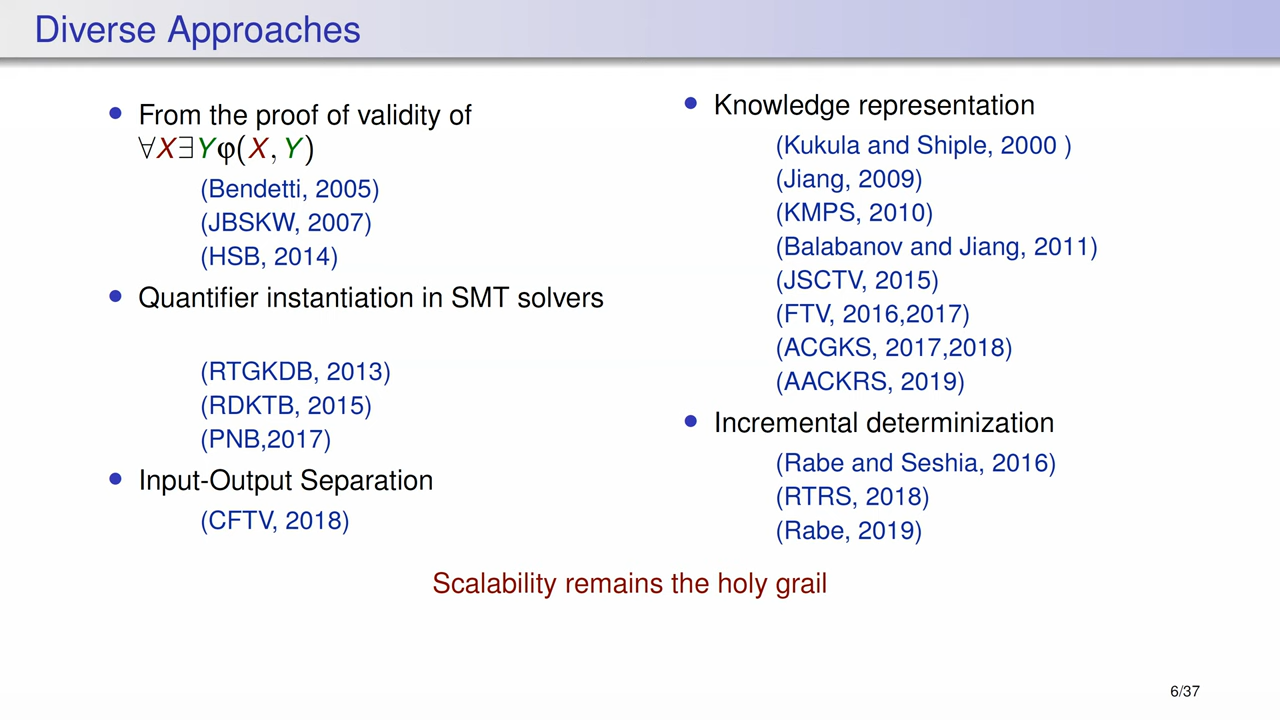 Diverse Approaches
• From the proof of validity of
∀X∃Yφ(X, Y)
(Bendetti, 2005)
(JBSKW, 2007)
(HSB, 2014)
• Quantifier instantiation in SMT solvers
(RTGKDB, 2013)
(RDKTB, 2015)
(PNB,2017)
• Input-Output Separation
(CFTV, 2018)
• Knowledge representation
(Kukula and Shiple, 2000 )
(Jiang, 2009)
(KMPS, 2010)
(Balabanov and Jiang, 2011)
(JSCTV, 2015)
(FTV, 2016,2017)
(ACGKS, 2017,2018)
(AACKRS, 2019)
• Incremental determinization
(Rabe and Seshia, 2016)
(RTRS, 2018)
(Rabe, 2019)
Scalability remains the holy grail
6/37